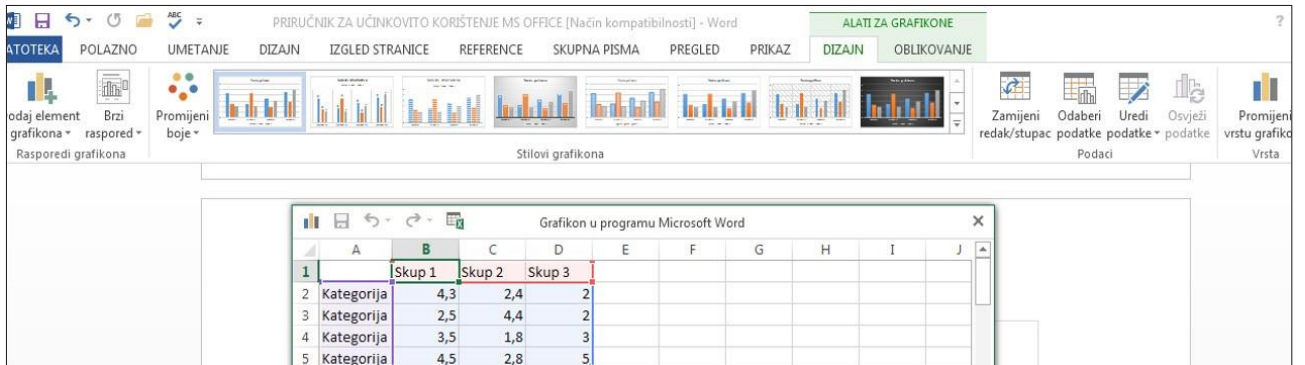 ABC
PRIRUČNIK ZA UČINKOVITO KORIŠTENJE MS OFFICE [Način kompatibilnosti] - Word
ALATI ZA GRAFIKONE
?
ATOTEKA POLAZNO UMETANJE DIZAJN IZGLED STRANICE REFERENCE SKUPNA PISMA PREGLED PRIKAZ DIZAJN OBLIKOVANJE
odaj element grafikona
Brzi raspored
Promijeni boje
Zamijeni redak/stupac
Odaberi podatke
Uredi podatke
Osvježi podatke
Promijeni vrstu grafiko
Rasporedi grafikona Stilovi grafikona Podaci Vrsta
Grafikon u programu Microsoft Word
A B C D E F G H I J
1 Skup 1 Skup 2 Skup 3
2 Kategorija 4,3 2,4 2
3 Kategorija 2,5 4,4 2
4 Kategorija 3,5 1,8 3
5 Kategorija 4,5 2,8 5